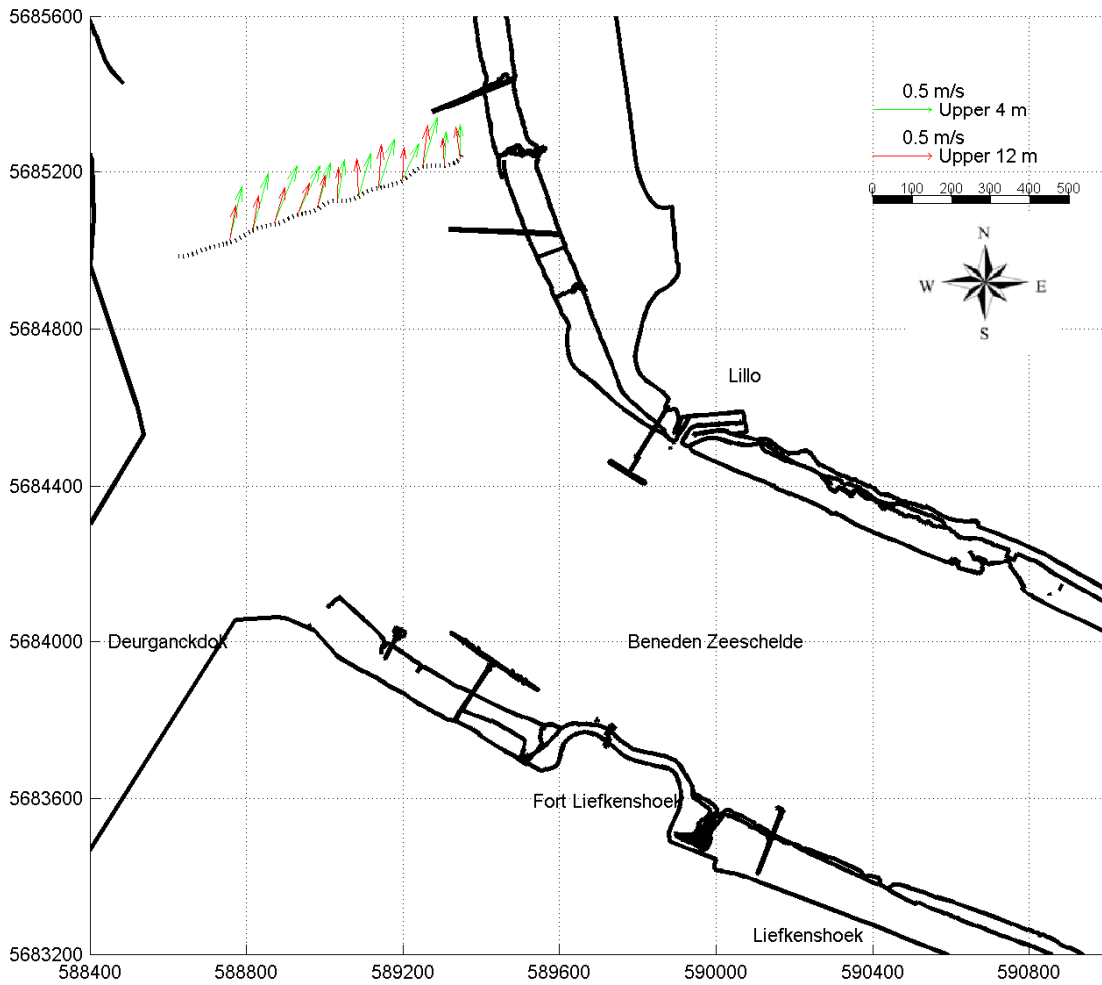 5685600
0.5 m/s
Upper 4 m
0.5 m/s
Upper 12 m
5685200
0 100 200 300 400 500
N
W E
S
5684800
Lillo
5684400
5684000
Deurganckdok
Beneden Zeeschelde
5683600
Fort Liefkenshoek
Liefkenshoek
5683200
588400 588800 589200 589600 590000 590400 590800